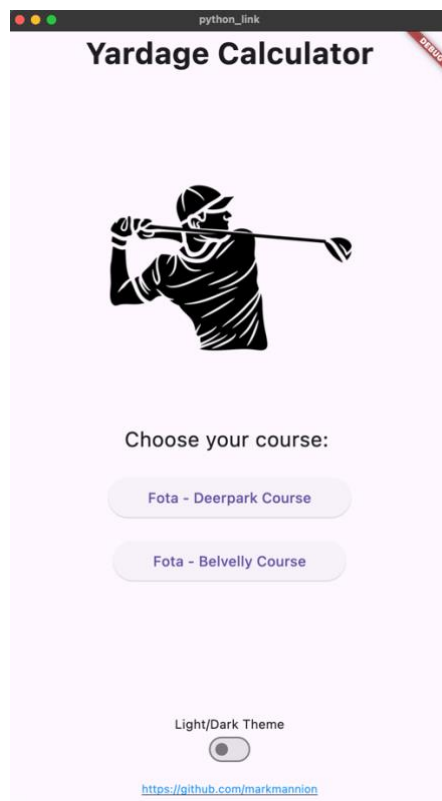 python_link
Yardage Calculator
DEBUG
Choose your course:
Fota - Deerpark Course
Fota - Belvelly Course
Light/Dark Theme
https://github.com/markmannion